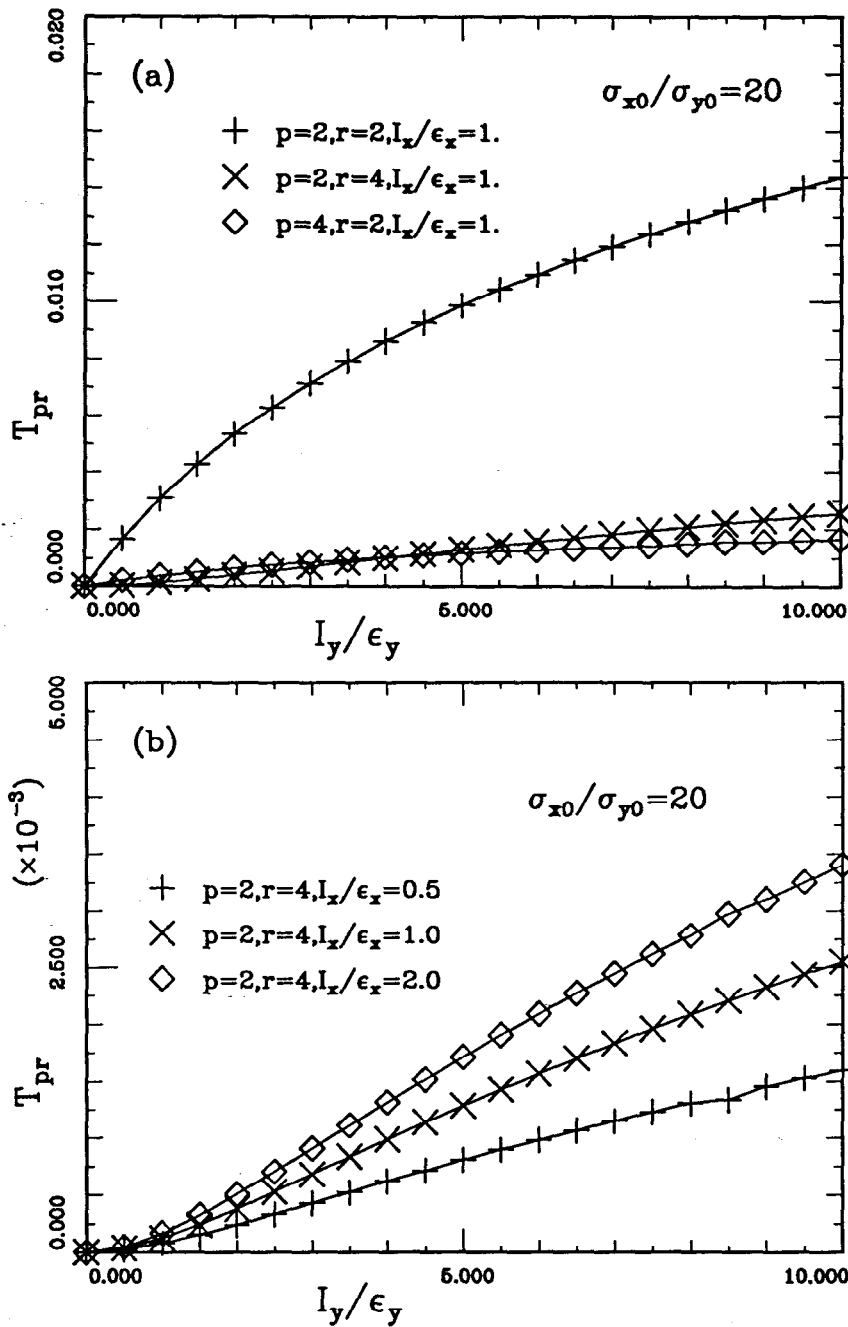 (a)
σx0/σy0=20
p=2,r=2,Ix/ϵx=1.
p=2,r=4,Ix/ϵx=1.
p=4,r=2,Ix/ϵx=1.
0.020
0.010
0.000
Tpr
0.000 5.000 10.000
Iy/ϵy
(b)
σx0/σy0=20
p=2,r=4,Ix/ϵx=0.5
p=2,r=4,Ix/ϵx=1.0
p=2,r=4,Ix/ϵx=2.0
5.000
2.500
0.000
Tpr (×10⁻³)
0.000 5.000 10.000
Iy/ϵy